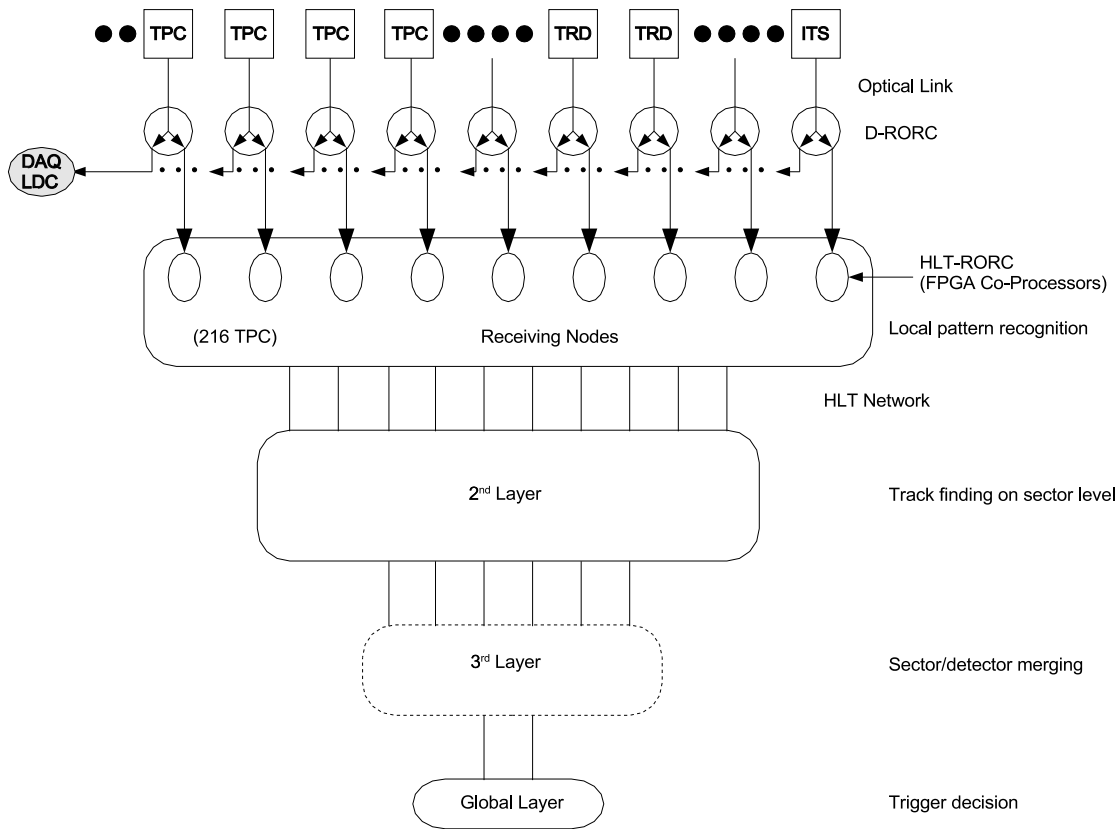 TPC TPC TPC TPC TRD TRD ITS
Optical Link
D-RORC
DAQ
LDC
HLT-RORC
(FPGA Co-Processors)
(216 TPC) Receiving Nodes
Local pattern recognition
HLT Network
2nd Layer
Track finding on sector level
3rd Layer
Sector/detector merging
Global Layer
Trigger decision